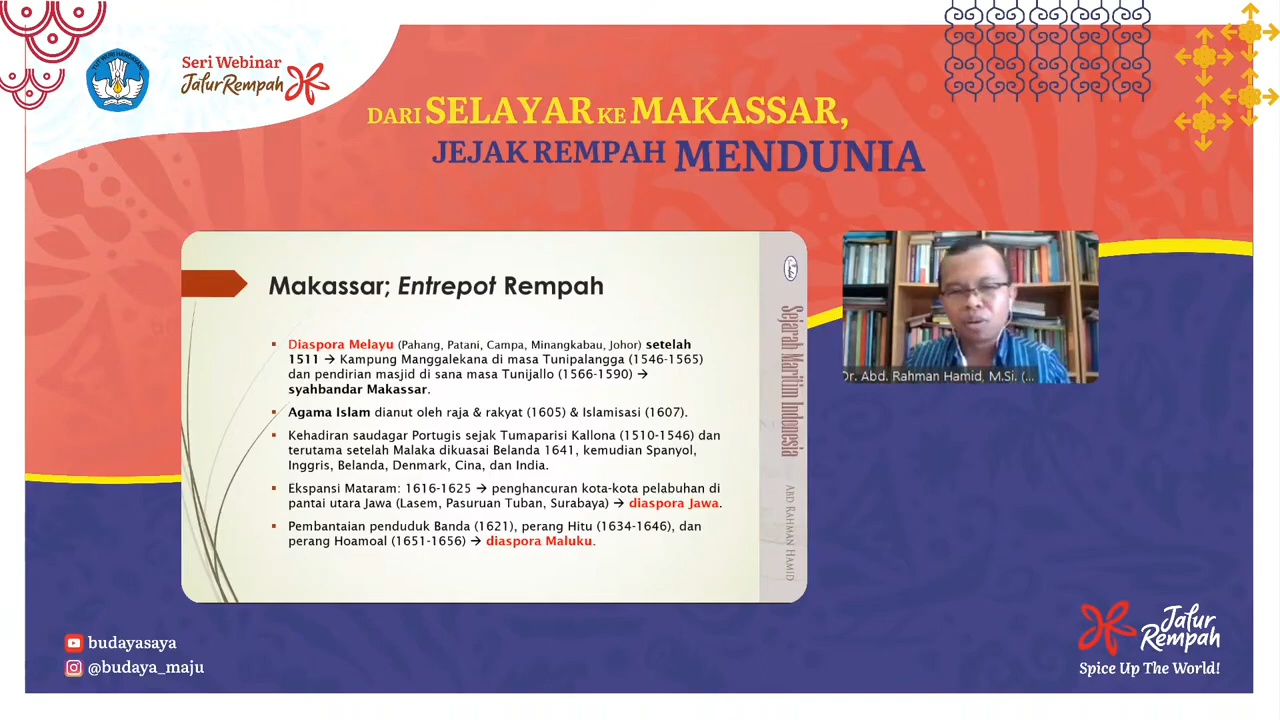 TUT WURI HANDAYANI
Seri Webinar
Jalur Rempah
DARI SELAYAR KE MAKASSAR,
JEJAK REMPAH MENDUNIA
Makassar; Entrepot Rempah
Diaspora Melayu (Pahang, Patani, Campa, Minangkabau, Johor) setelah
1511 → Kampung Manggalekana di masa Tunipalangga (1546-1565)
dan pendirian masjid di sana masa Tunijallo (1566-1590) →
syahbandar Makassar.
Agama Islam dianut oleh raja & rakyat (1605) & Islamisasi (1607).
Kehadiran saudagar Portugis sejak Tumaparisi Kallona (1510-1546) dan
terutama setelah Malaka dikuasai Belanda 1641, kemudian Spanyol,
Inggris, Belanda, Denmark, Cina, dan India.
Ekspansi Mataram: 1616-1625 → penghancuran kota-kota pelabuhan di
pantai utara Jawa (Lasem, Pasuruan Tuban, Surabaya) → diaspora Jawa.
Pembantaian penduduk Banda (1621), perang Hitu (1634-1646), dan
perang Hoamoal (1651-1656) → diaspora Maluku.
Sejarah Maritim Indonesia
ABD RAHMAN HAMID
Dr. Abd. Rahman Hamid, M.Si. (...
budayasaya
@budaya_maju
Jalur
Rempah
Spice Up The World!